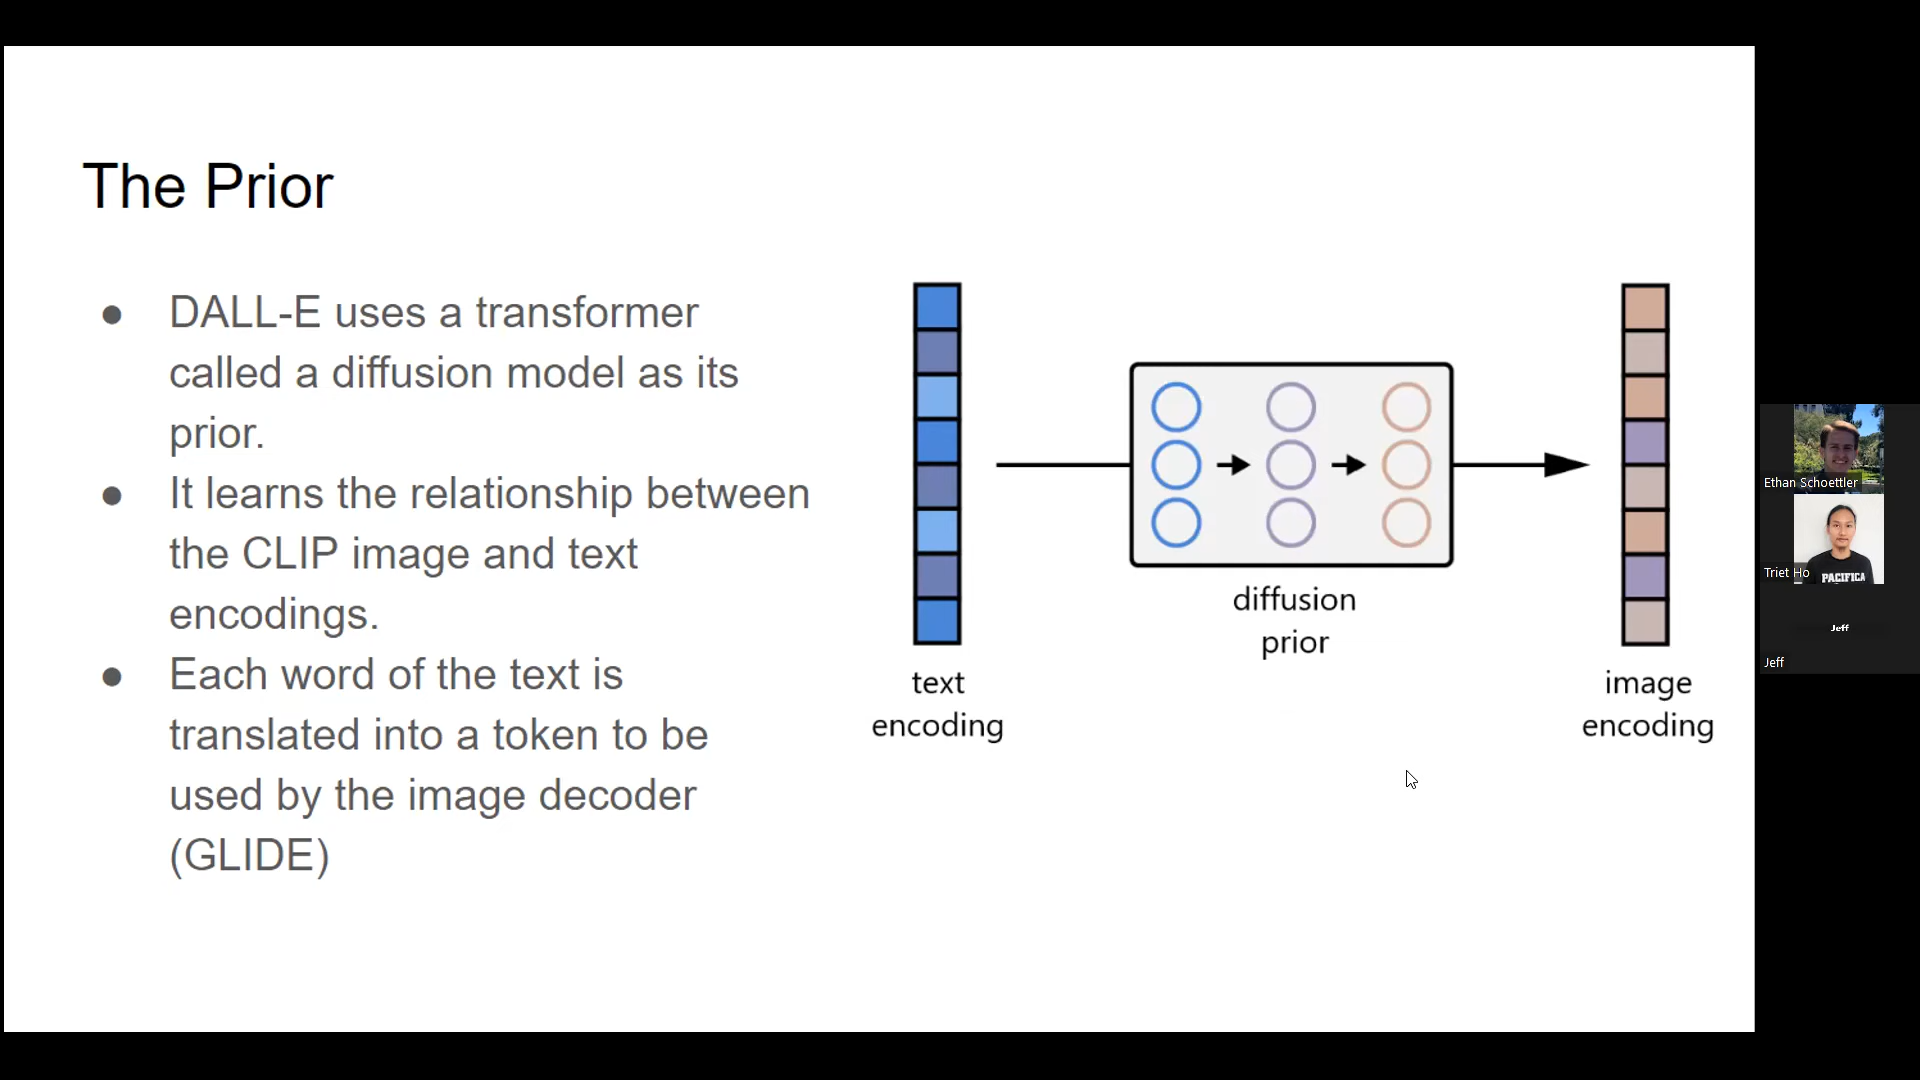 The Prior
● DALL-E uses a transformer
called a diffusion model as its
prior.
● It learns the relationship between
the CLIP image and text
encodings.
● Each word of the text is
translated into a token to be
used by the image decoder
(GLIDE)
text
encoding
diffusion
prior
image
encoding
Ethan Schoettler
PACIFICA
Triet Ho
Jeff
Jeff